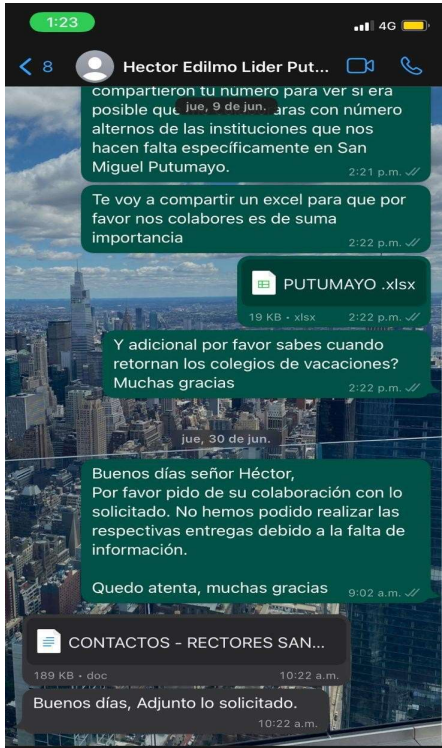 1:23
4G
8
Hector Edilmo Lider Put...
compartieron tu número para ver si era
jue, 9 de jun.
posible que aras con número
alternos de las instituciones que nos
hacen falta específicamente en San
Miguel Putumayo.
2:21 p.m.
Te voy a compartir un excel para que por
favor nos colabores es de suma
importancia
2:22 p.m.
PUTUMAYO .xlsx
19 KB • xlsx 2:22 p.m.
Y adicional por favor sabes cuando
retornan los colegios de vacaciones?
Muchas gracias
2:22 p.m.
jue, 30 de jun.
Buenos días señor Héctor,
Por favor pido de su colaboración con lo
solicitado. No hemos podido realizar las
respectivas entregas debido a la falta de
información.
Quedo atenta, muchas gracias
9:02 a.m.
CONTACTOS - RECTORES SAN...
189 KB • doc 10:22 a.m.
Buenos días, Adjunto lo solicitado.
10:22 a.m.